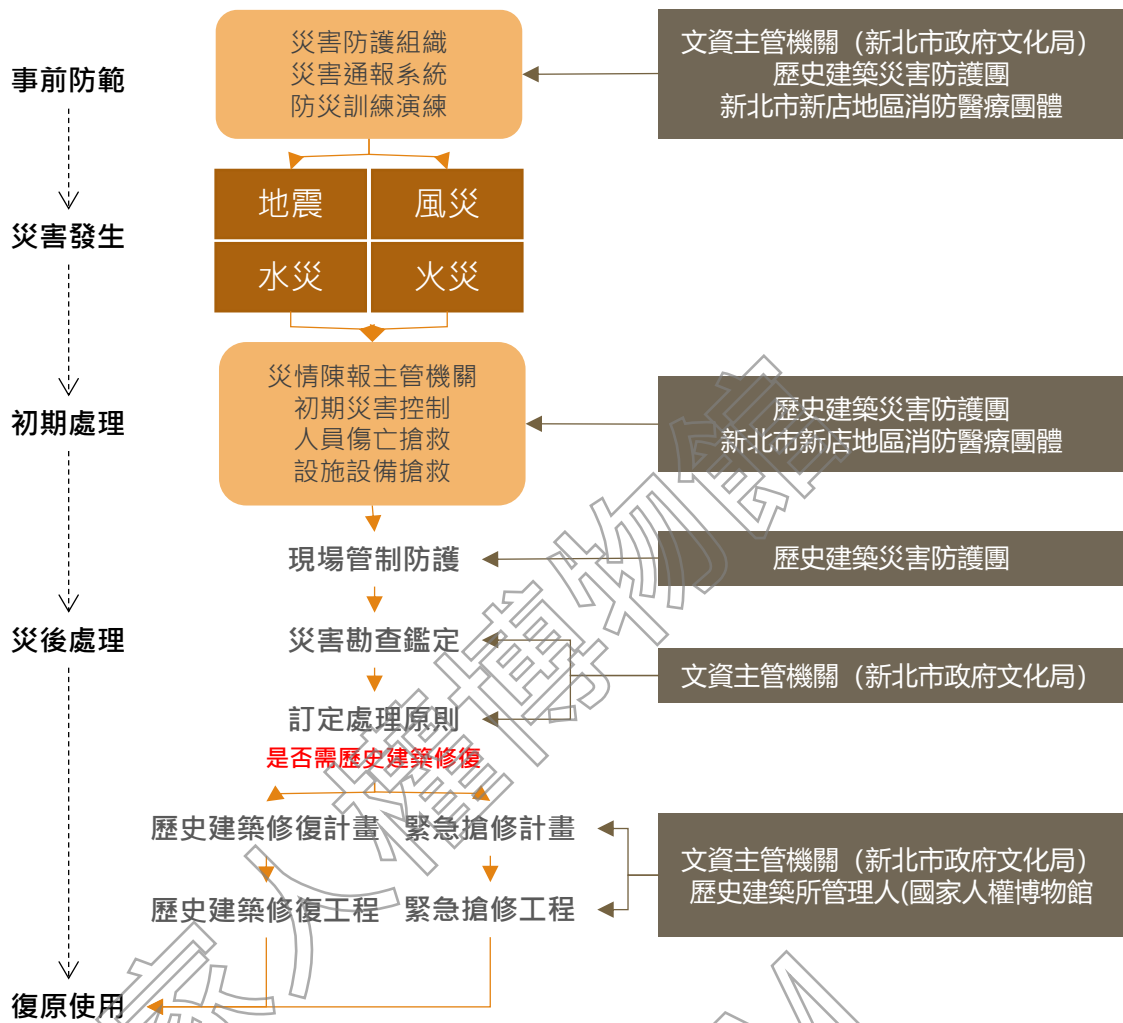 事前防範
災害防護組織
災害通報系統
防災訓練演練
文資主管機關（新北市政府文化局）
歷史建築災害防護團
新北市新店地區消防醫療團體
災害發生
地震
風災
水災
火災
初期處理
災情陳報主管機關
初期災害控制
人員傷亡搶救
設施設備搶救
歷史建築災害防護團
新北市新店地區消防醫療團體
現場管制防護
歷史建築災害防護團
災後處理
災害勘查鑑定
訂定處理原則
文資主管機關（新北市政府文化局）
是否需歷史建築修復
歷史建築修復計畫
緊急搶修計畫
歷史建築修復工程
緊急搶修工程
文資主管機關（新北市政府文化局）
歷史建築所管理人(國家人權博物館
復原使用
家人權博物館